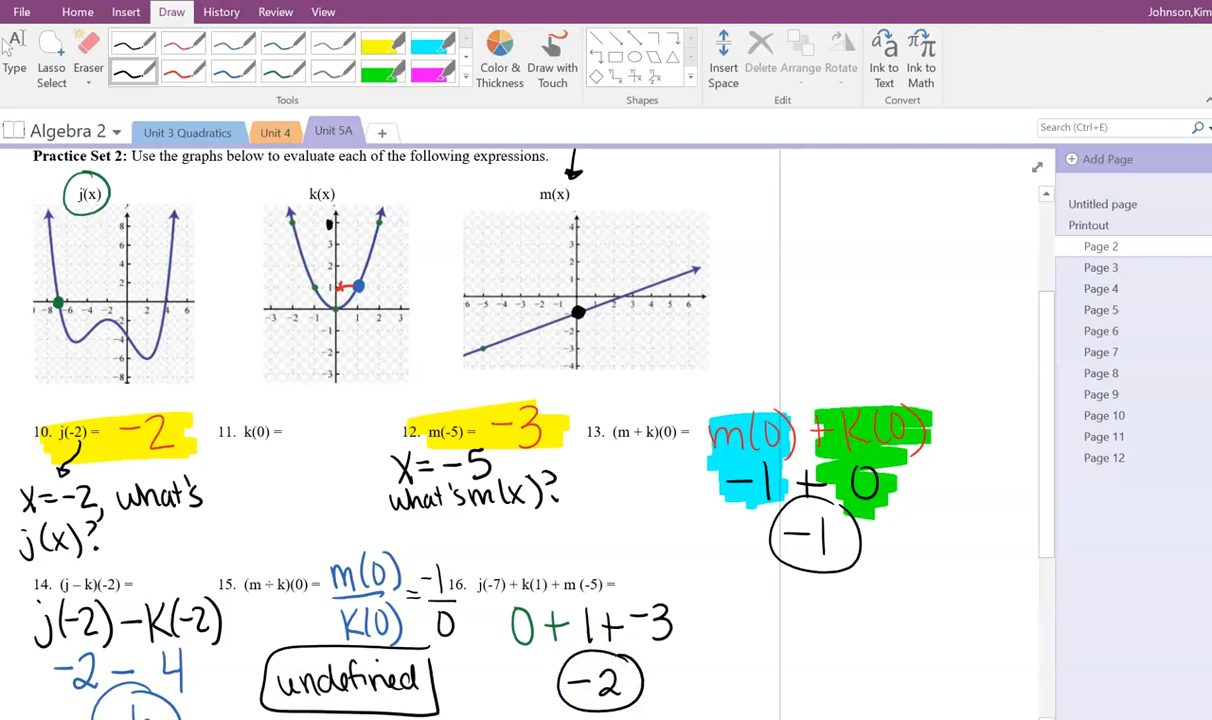 File Home Insert Draw History Review View Johnson,Kim
Type Lasso Select Eraser Color & Thickness Draw with Touch Insert Space Delete Arrange Rotate Ink to Text Ink to Math
Tools Shapes Edit Convert
Algebra 2 Unit 3 Quadratics Unit 4 Unit 5A + Search (Ctrl+E)
Add Page
Untitled page
Printout
Page 2
Page 3
Page 4
Page 5
Page 6
Page 7
Page 8
Page 9
Page 10
Page 11
Page 12
Practice Set 2: Use the graphs below to evaluate each of the following expressions.
j(x) k(x) m(x)
10. j(-2) = -2 11. k(0) = 12. m(-5) = -3 13. (m + k)(0) = m(0) + K(0)
x=-2, what's j(x)?
x=-5
what's m(x)?
-1 + 0
-1
14. (j – k)(-2) = 15. (m ÷ k)(0) = m(0)/K(0) = -1/0 16. j(-7) + k(1) + m (-5) =
j(-2) - K(-2)
-2 - 4
undefined
0 + 1 + -3
-2